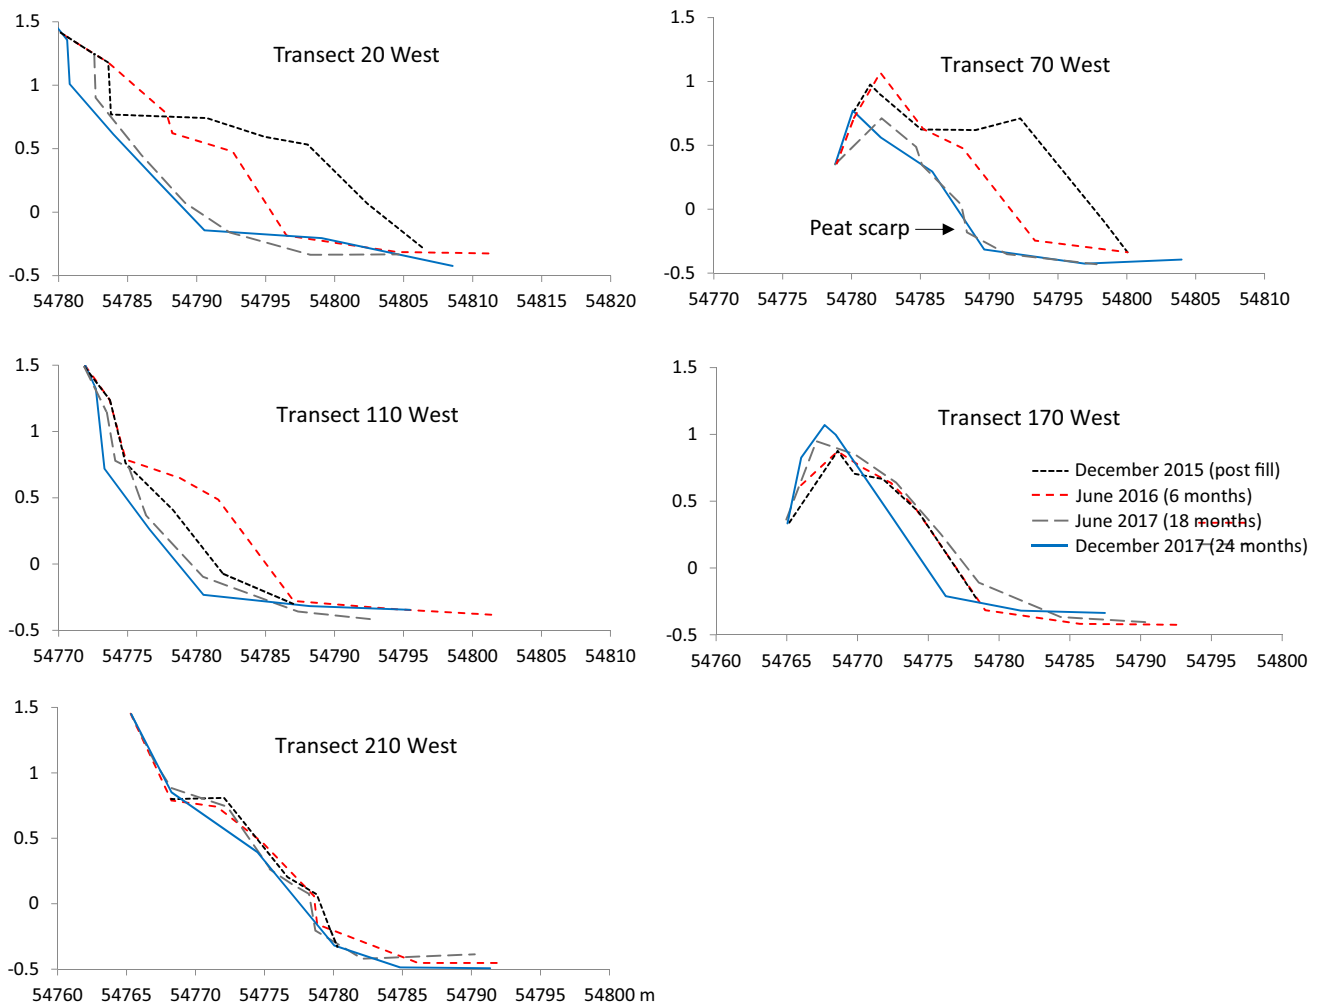 Transect 20 West
1.5
1
0.5
0
-0.5
54780 54785 54790 54795 54800 54805 54810 54815 54820
Transect 70 West
1.5
1
0.5
0
-0.5
Peat scarp
54770 54775 54780 54785 54790 54795 54800 54805 54810
Transect 110 West
1.5
1
0.5
0
-0.5
54770 54775 54780 54785 54790 54795 54800 54805 54810
Transect 170 West
1.5
1
0.5
0
-0.5
December 2015 (post fill)
June 2016 (6 months)
June 2017 (18 months)
December 2017 (24 months)
54760 54765 54770 54775 54780 54785 54790 54795 54800
Transect 210 West
1.5
1
0.5
0
-0.5
54760 54765 54770 54775 54780 54785 54790 54795 54800 m